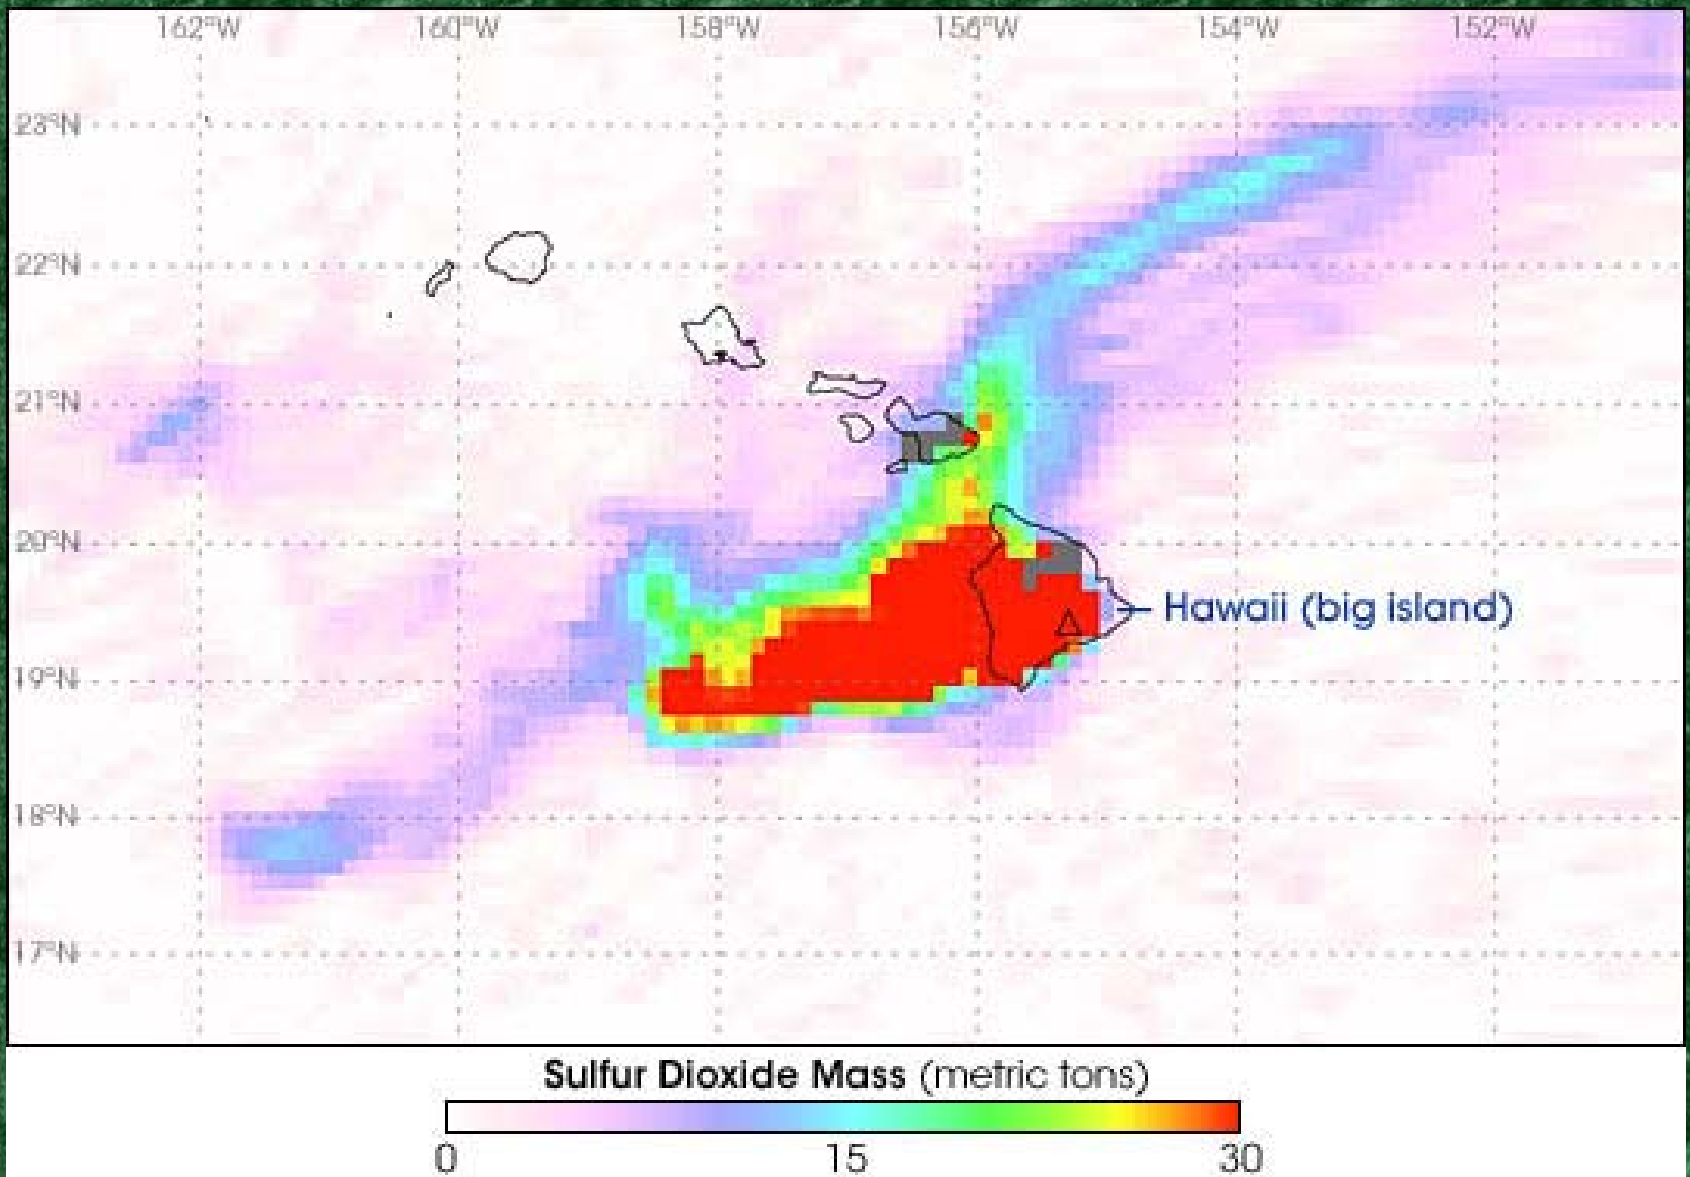 162°W 160°W 158°W 156°W 154°W 152°W
23°N
22°N
21°N
20°N
Hawaii (big island)
19°N
18°N
17°N
Sulfur Dioxide Mass (metric tons)
0 15 30